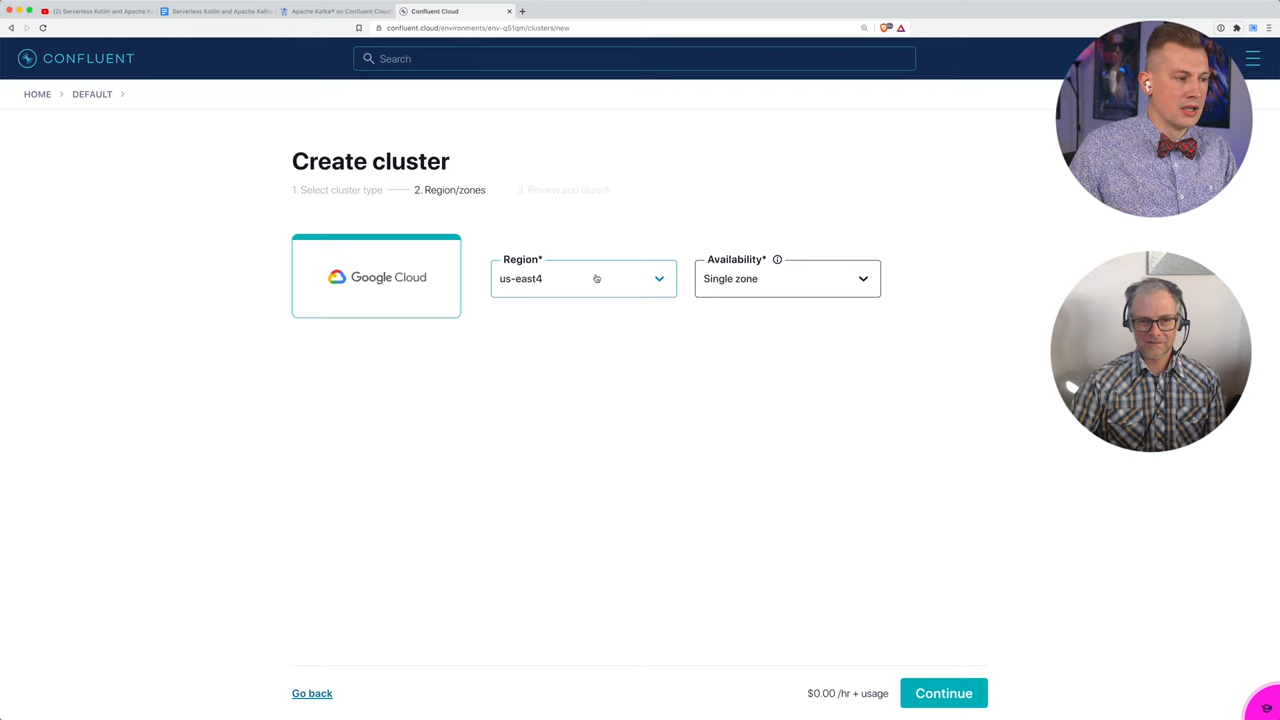 (2) Serverless Kotlin and Apache K
Serverless Kotlin and Apache Kafk
Apache Kafka® on Confluent Cloud
Confluent Cloud
confluent.cloud/environments/env-q51qm/clusters/new
CONFLUENT
Search
HOME
DEFAULT
Create cluster
1. Select cluster type
2. Region/zones
3. Review and launch
Google Cloud
Region*
us-east4
Availability*
Single zone
Go back
$0.00 /hr + usage
Continue